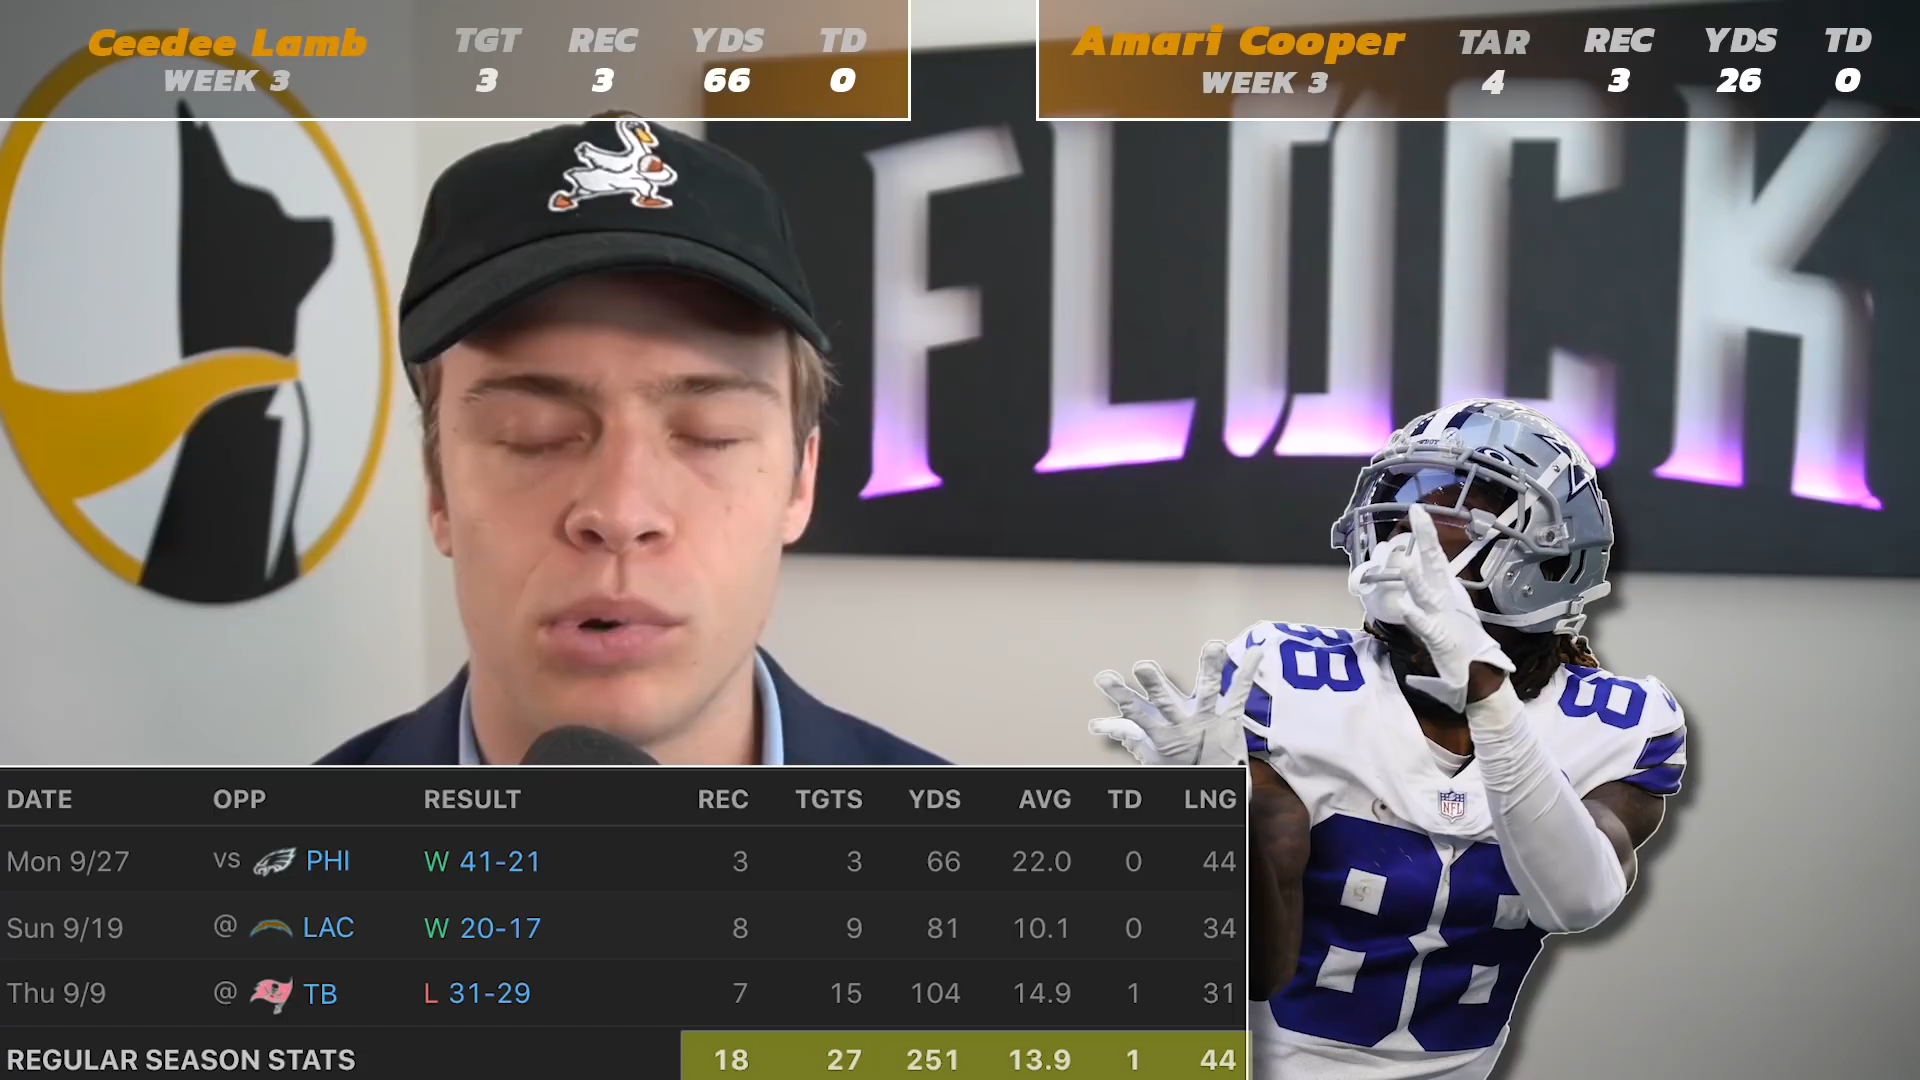 Ceedee Lamb TGT REC YDS TD
WEEK 3 3 3 66 0
Amari Cooper TAR REC YDS TD
WEEK 3 4 3 26 0
FLOCK
88
8
NFL
88
DATE OPP RESULT REC TGTS YDS AVG TD LNG
Mon 9/27 vs PHI W 41-21 3 3 66 22.0 0 44
Sun 9/19 @ LAC W 20-17 8 9 81 10.1 0 34
Thu 9/9 @ TB L 31-29 7 15 104 14.9 1 31
REGULAR SEASON STATS 18 27 251 13.9 1 44